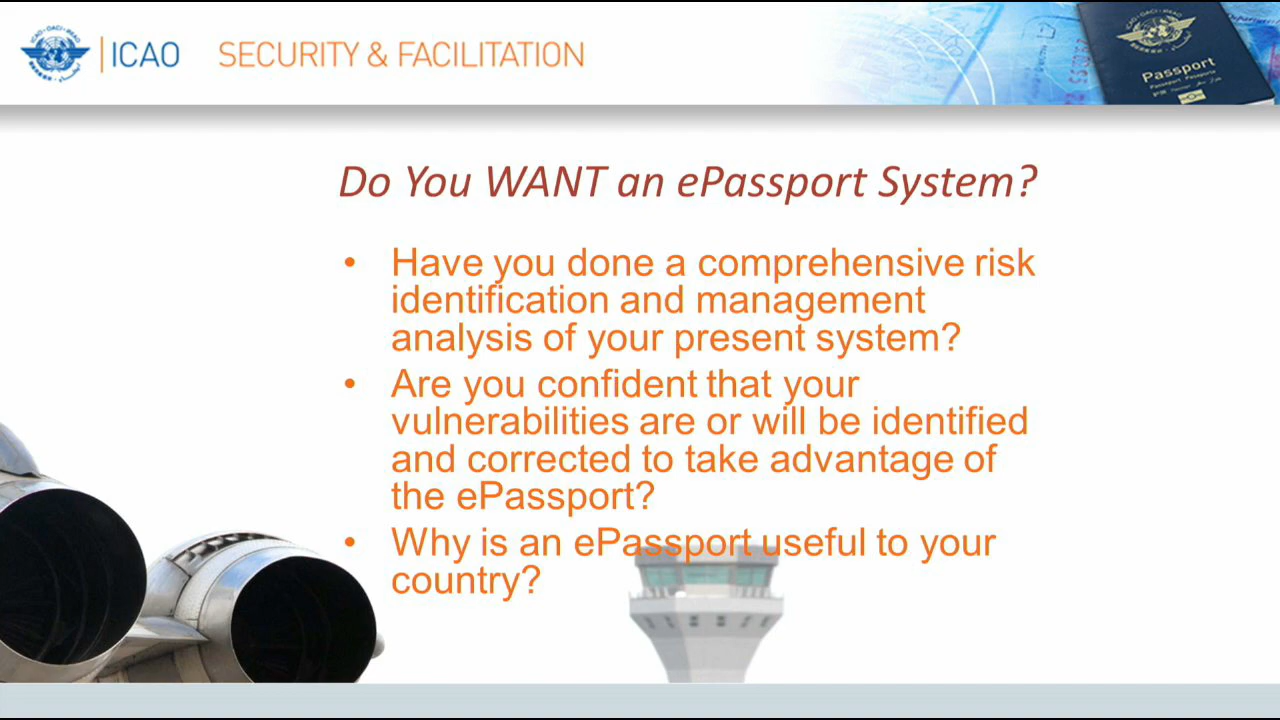 ICAO SECURITY & FACILITATION
Passport
Do You WANT an ePassport System?
• Have you done a comprehensive risk
identification and management
analysis of your present system?
• Are you confident that your
vulnerabilities are or will be identified
and corrected to take advantage of
the ePassport?
• Why is an ePassport useful to your
country?